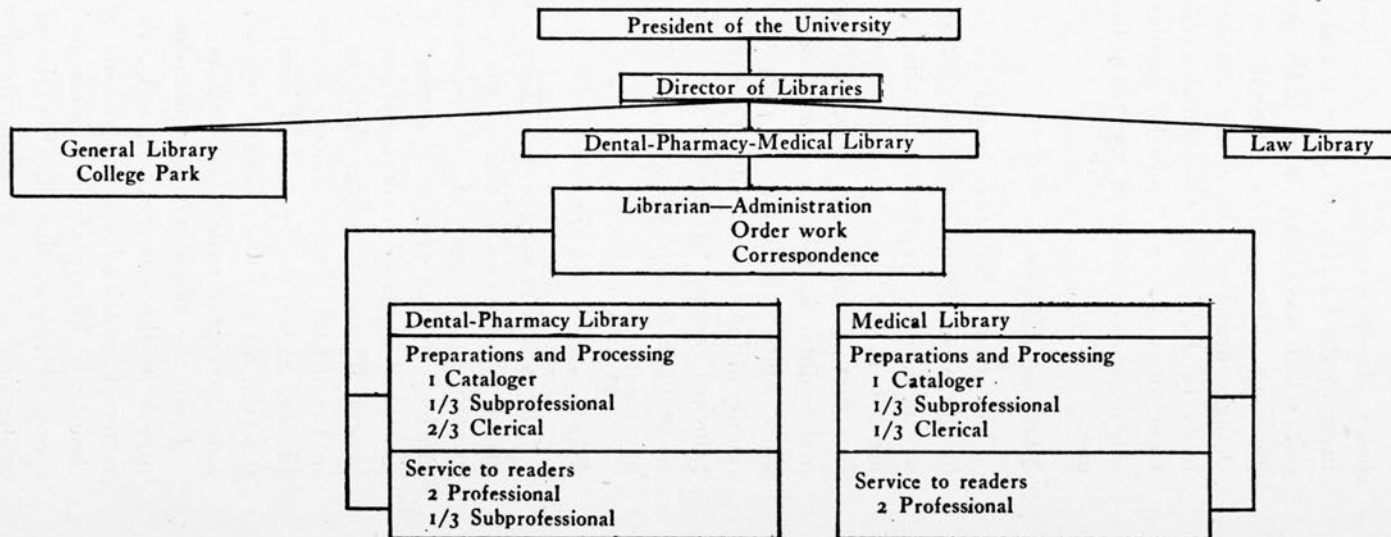 President of the University
Director of Libraries
General Library
College Park
Dental-Pharmacy-Medical Library
Law Library
Librarian—Administration
Order work
Correspondence
Dental-Pharmacy Library
Preparations and Processing
1 Cataloger
1/3 Subprofessional
2/3 Clerical
Service to readers
2 Professional
1/3 Subprofessional
Medical Library
Preparations and Processing
1 Cataloger
1/3 Subprofessional
1/3 Clerical
Service to readers
2 Professional